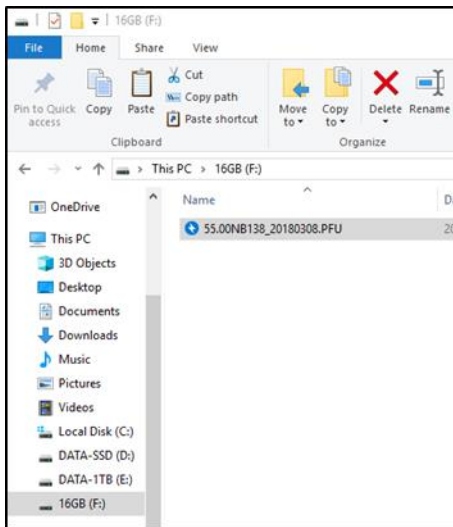 16GB (F:)
File Home Share View
Pin to Quick access
Copy
Paste
Cut
Copy path
Paste shortcut
Move to
Copy to
Delete
Rename
Clipboard
Organize
This PC > 16GB (F:)
Name
OneDrive
55.00NB138_20180308.PFU 20
This PC
3D Objects
Desktop
Documents
Downloads
Music
Pictures
Videos
Local Disk (C:)
DATA-SSD (D:)
DATA-1TB (E:)
16GB (F:)